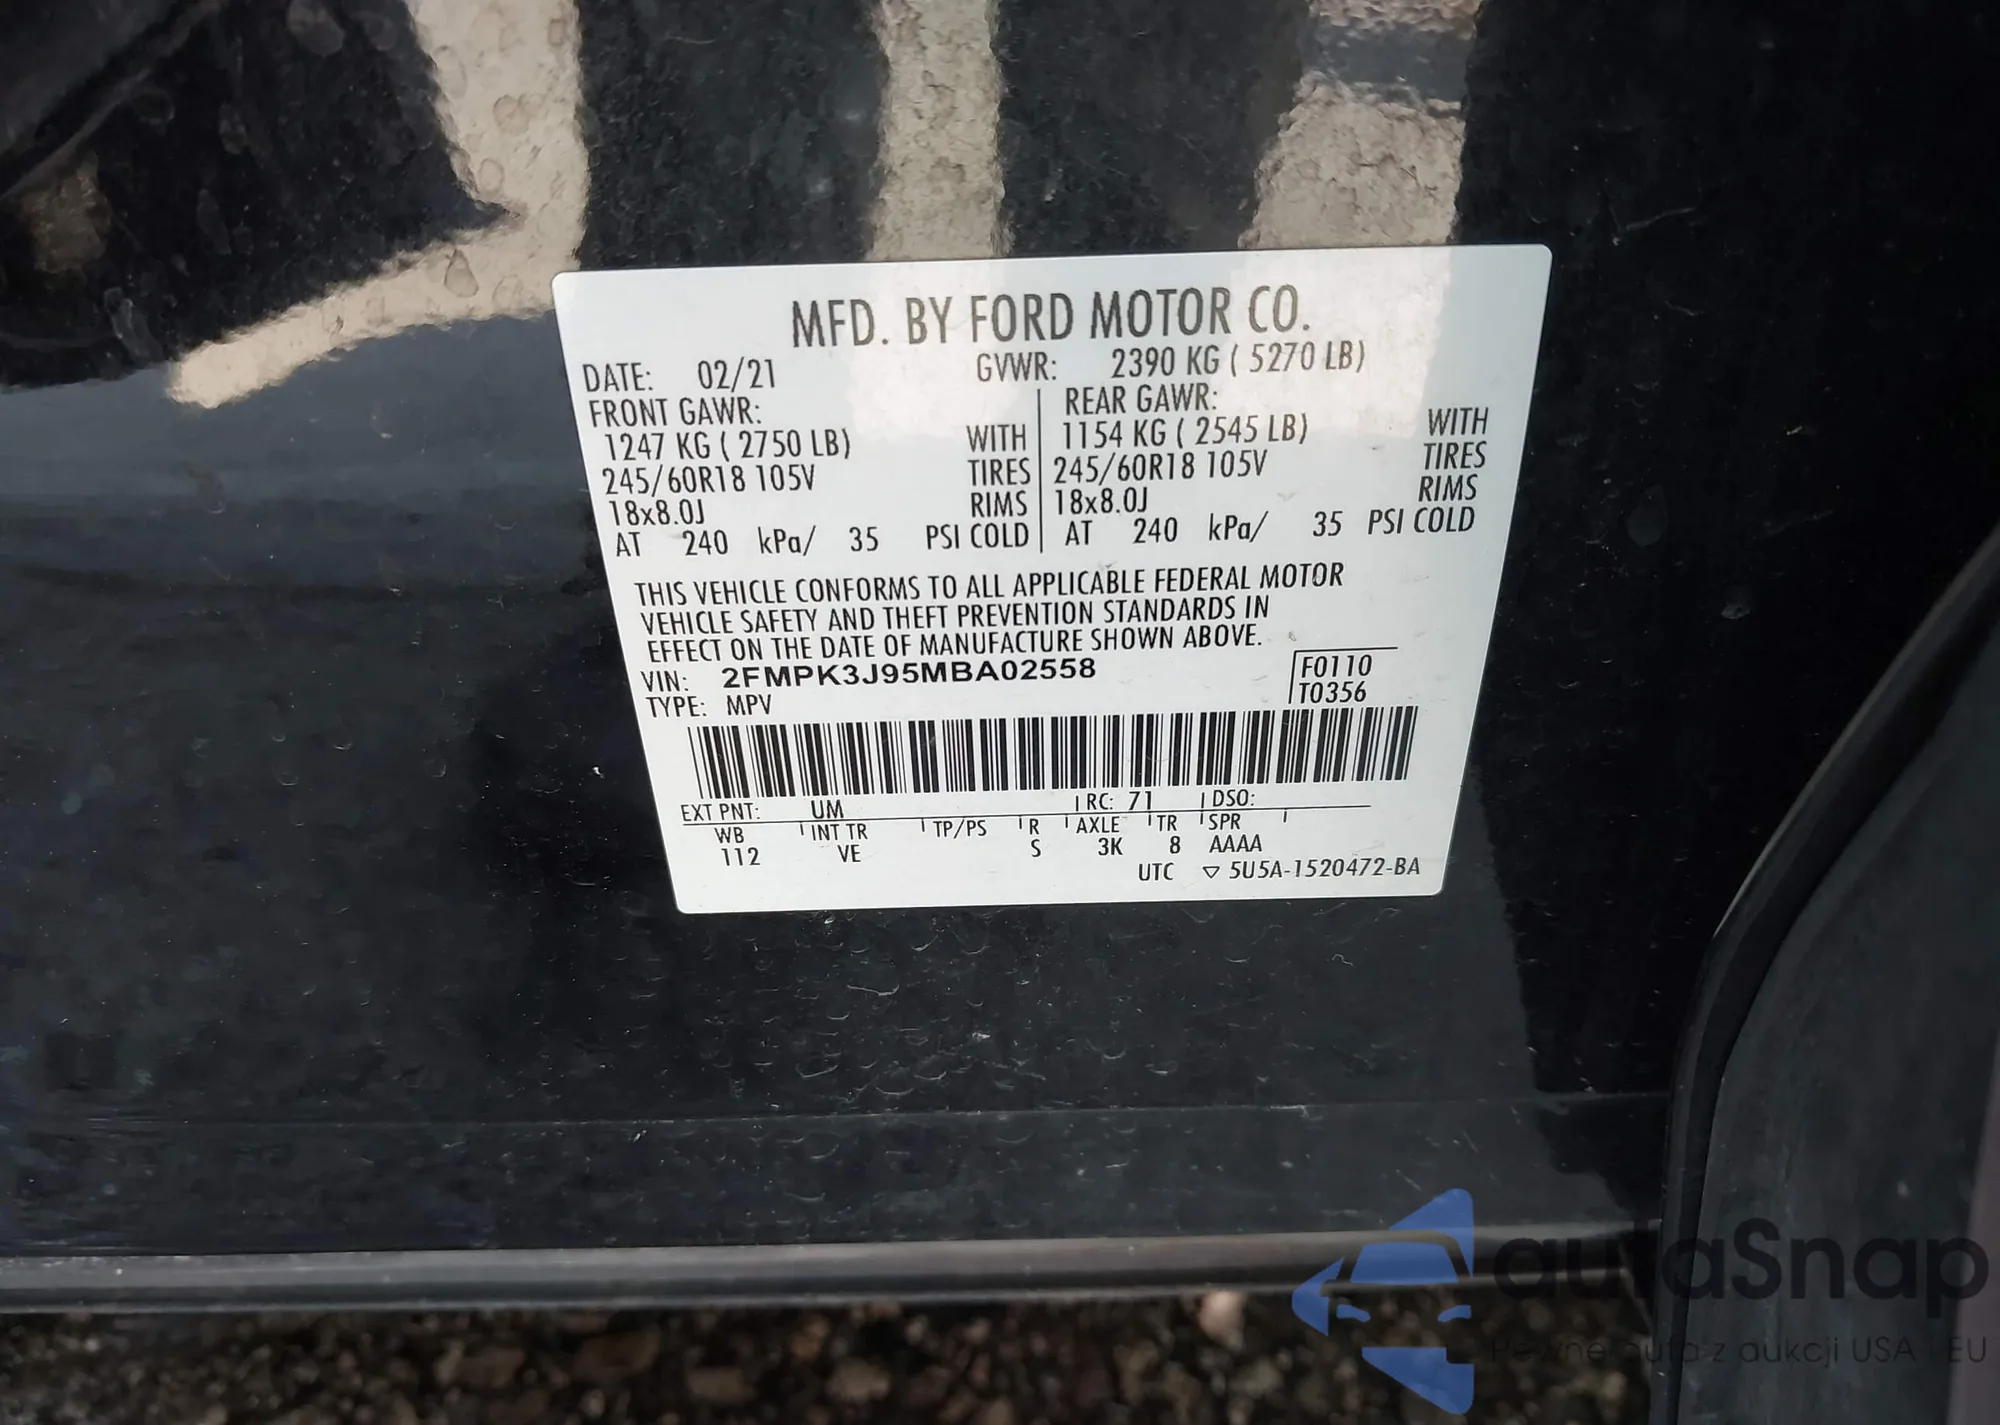 MFD. BY FORD MOTOR CO.
DATE: 02/21 GVWR: 2390 KG ( 5270 LB)
FRONT GAWR: REAR GAWR:
1247 KG ( 2750 LB) WITH 1154 KG ( 2545 LB) WITH
245/60R18 105V TIRES 245/60R18 105V TIRES
18x8.0J RIMS 18x8.0J RIMS
AT 240 kPa/ 35 PSI COLD AT 240 kPa/ 35 PSI COLD
THIS VEHICLE CONFORMS TO ALL APPLICABLE FEDERAL MOTOR
VEHICLE SAFETY AND THEFT PREVENTION STANDARDS IN
EFFECT ON THE DATE OF MANUFACTURE SHOWN ABOVE.
VIN: 2FMPK3J95MBA02558 F0110
TYPE: MPV T0356
EXT PNT: UM RC: 71 DSO:
WB INT TR TP/PS R AXLE TR SPR
112 VE S 3K 8 AAAA
UTC ▽ 5U5A-1520472-BA
autaSnap
Pewne auta z aukcji USA i EU